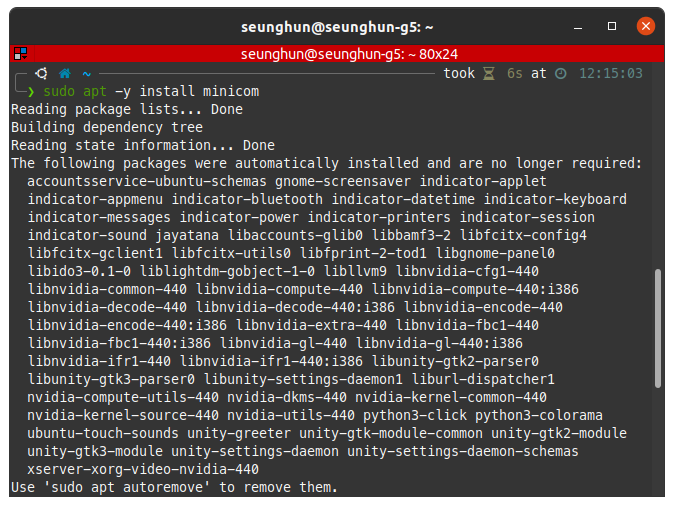 seunghun@seunghun-g5: ~
seunghun@seunghun-g5: ~ 80x24
~ took 6s at 12:15:03
❯ sudo apt -y install minicom
Reading package lists... Done
Building dependency tree
Reading state information... Done
The following packages were automatically installed and are no longer required:
accountsservice-ubuntu-schemas gnome-screensaver indicator-applet
indicator-appmenu indicator-bluetooth indicator-datetime indicator-keyboard
indicator-messages indicator-power indicator-printers indicator-session
indicator-sound jayatana libaccounts-glib0 libbamf3-2 libfcitx-config4
libfcitx-gclient1 libfcitx-utils0 libfprint-2-tod1 libgnome-panel0
libido3-0.1-0 liblightdm-gobject-1-0 libllvm9 libnvidia-cfg1-440
libnvidia-common-440 libnvidia-compute-440 libnvidia-compute-440:i386
libnvidia-decode-440 libnvidia-decode-440:i386 libnvidia-encode-440
libnvidia-encode-440:i386 libnvidia-extra-440 libnvidia-fbc1-440
libnvidia-fbc1-440:i386 libnvidia-gl-440 libnvidia-gl-440:i386
libnvidia-ifr1-440 libnvidia-ifr1-440:i386 libunity-gtk2-parser0
libunity-gtk3-parser0 libunity-settings-daemon1 liburl-dispatcher1
nvidia-compute-utils-440 nvidia-dkms-440 nvidia-kernel-common-440
nvidia-kernel-source-440 nvidia-utils-440 python3-click python3-colorama
ubuntu-touch-sounds unity-greeter unity-gtk-module-common unity-gtk2-module
unity-gtk3-module unity-settings-daemon unity-settings-daemon-schemas
xserver-xorg-video-nvidia-440
Use 'sudo apt autoremove' to remove them.